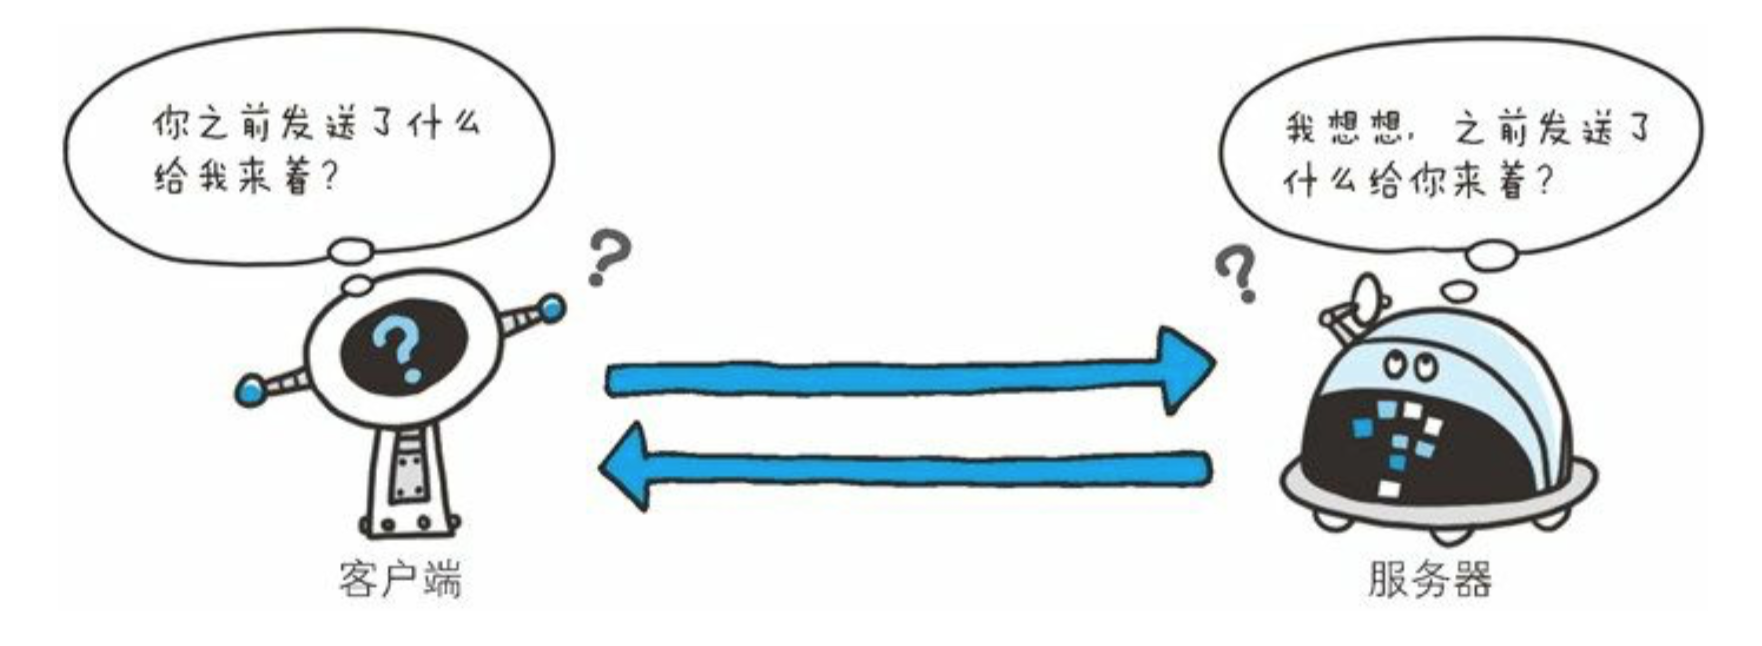 你之前发送了什么
给我来着？
我想想，之前发送了
什么给你来着？
?
?
?
客户端
服务器